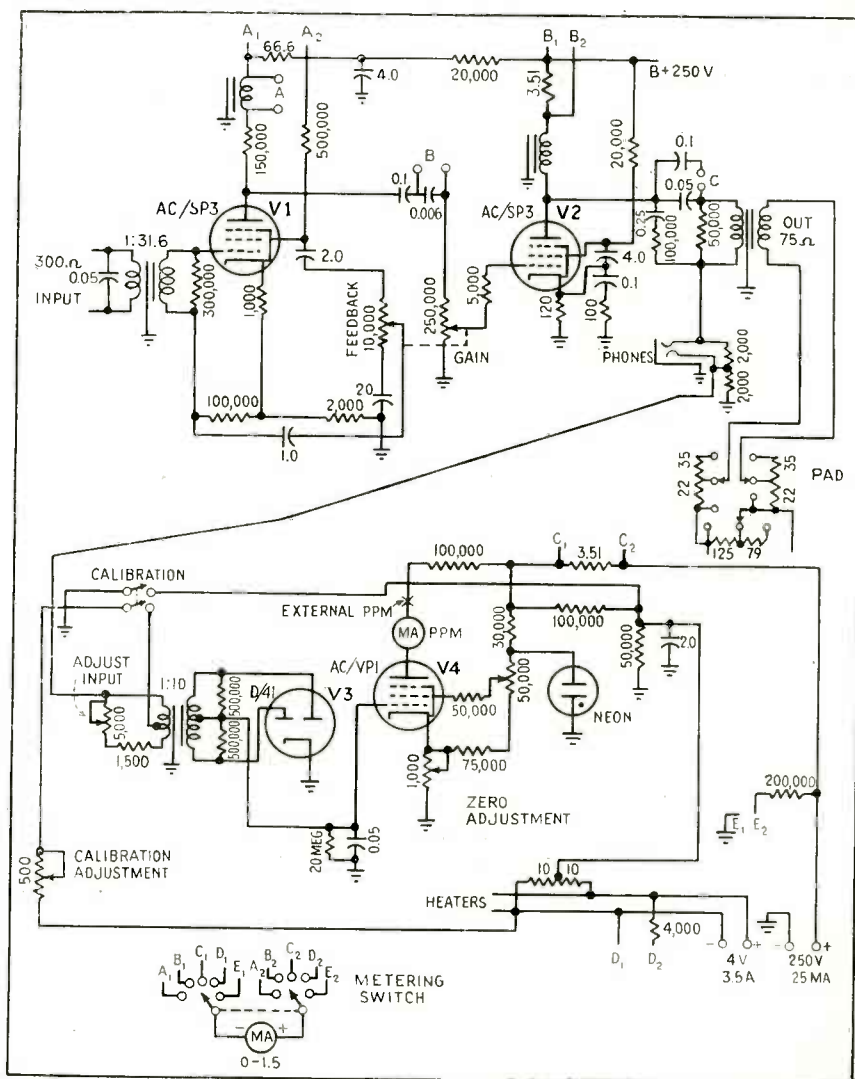 A₁ A₂ B₁ B₂
66.6
A
4.0
20,000
3.51
B+250 V
150,000
500,000
20,000
B
0.1
0.006
0.1
C
0.05
AC/SP3 V1
AC/SP3 V2
0.25
100,000
50,000
OUT
75Ω
1:31.6
300Ω
0.05
INPUT
300,000
1,000
2.0
FEEDBACK
10,000
250,000
GAIN
5,000
120
4.0
0.1
100
PHONES
2,000
2,000
20
100,000
2,000
1.0
35
22
35
22
PAD
125
79
100,000
C₁ 3.51 C₂
CALIBRATION
EXTERNAL PPM
MA PPM
30,000
100,000
50,000
2.0
AC/VP1 V4
ADJUST
INPUT
5,000
1,500
1:10
500,000
500,000
D/41 V3
50,000
50,000
NEON
75,000
1,000
ZERO
ADJUSTMENT
20 MEG
0.05
200,000
E₁ E₂
500
CALIBRATION
ADJUSTMENT
10 10
HEATERS
4,000
D₁ D₂
- + - +
4 V
3.5A
250V
25 MA
A₁ B₁ C₁ D₁ E₁
A₂ B₂ C₂ D₂ E₂
METERING
SWITCH
- MA +
0-1.5